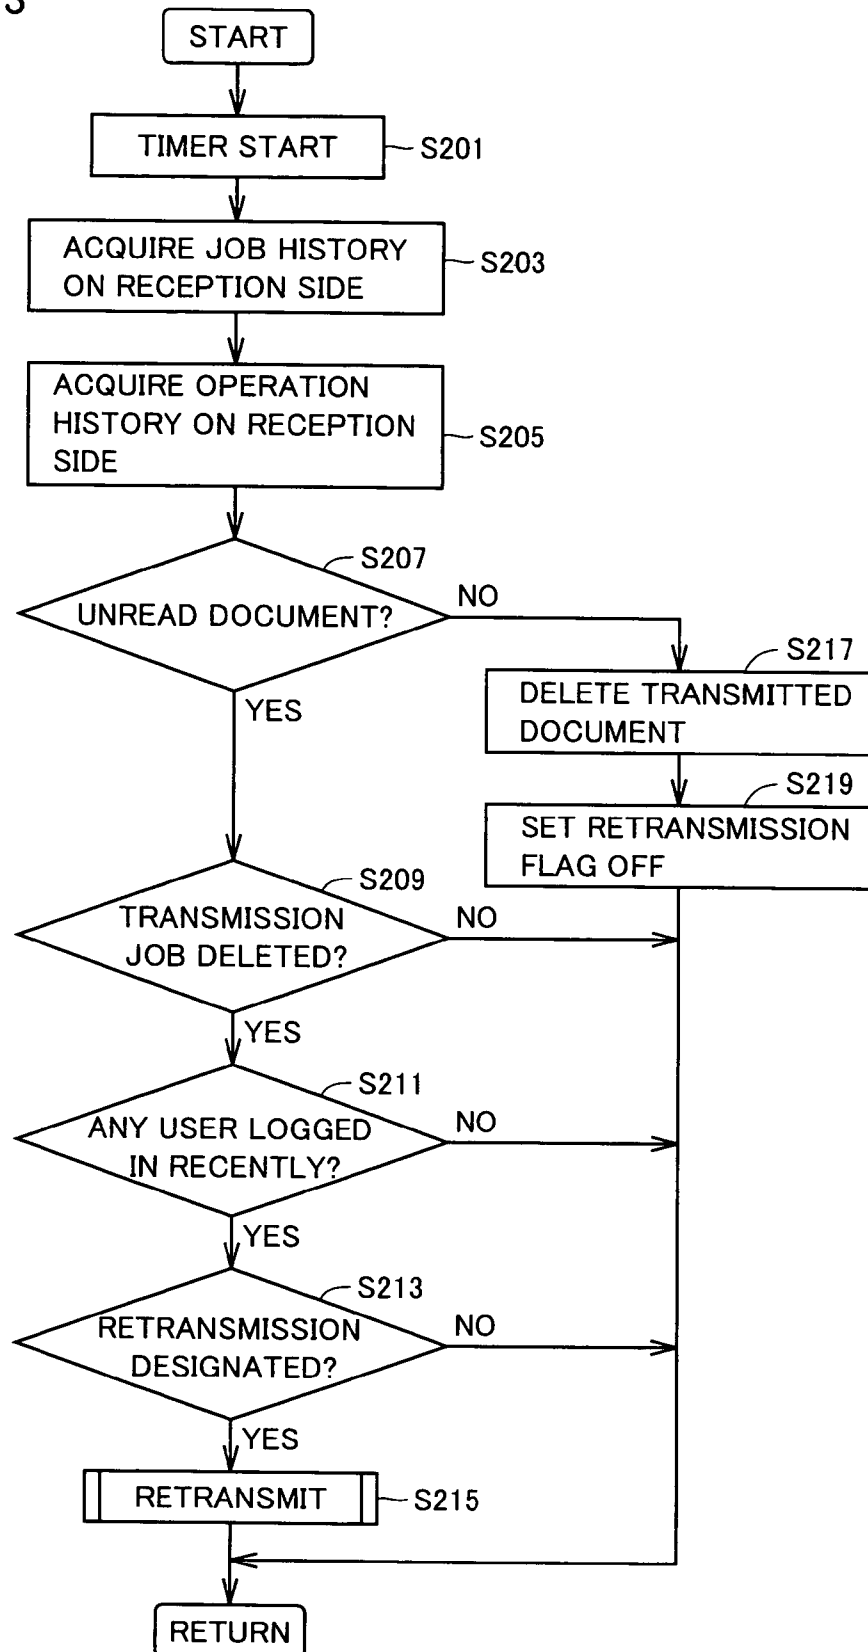 3
START
TIMER START
S201
ACQUIRE JOB HISTORY
ON RECEPTION SIDE
S203
ACQUIRE OPERATION
HISTORY ON RECEPTION
SIDE
S205
S207
UNREAD DOCUMENT?
NO
YES
S217
DELETE TRANSMITTED
DOCUMENT
S219
SET RETRANSMISSION
FLAG OFF
S209
TRANSMISSION
JOB DELETED?
NO
YES
S211
ANY USER LOGGED
IN RECENTLY?
NO
YES
S213
RETRANSMISSION
DESIGNATED?
NO
YES
RETRANSMIT
S215
RETURN